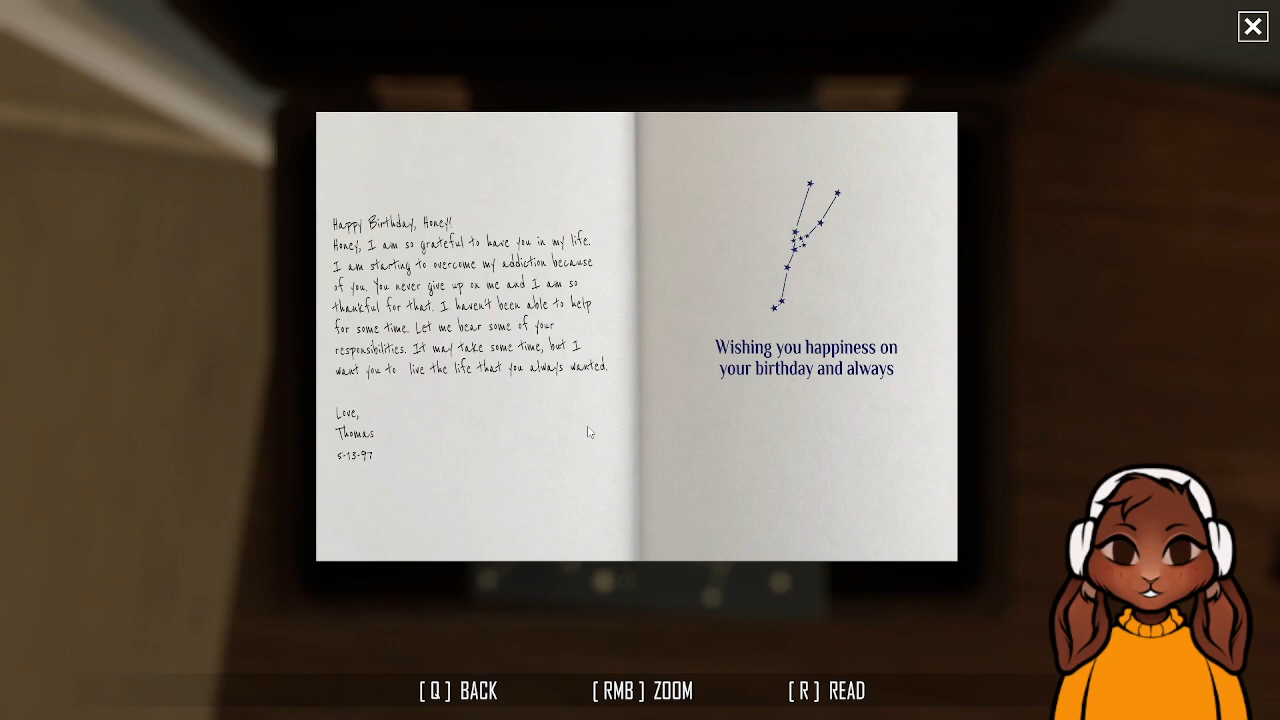 Happy Birthday, Honey!
Honey, I am so grateful to have you in my life.
I am starting to overcome my addiction because
of you. You never give up on me and I am so
thankful for that. I haven't been able to help
for some time. Let me bear some of your
responsibilities. It may take some time, but I
want you to live the life that you always wanted.
Love,
Thomas
5-13-97
Wishing you happiness on
your birthday and always
[ Q ] BACK
[ RMB ] ZOOM
[ R ] READ